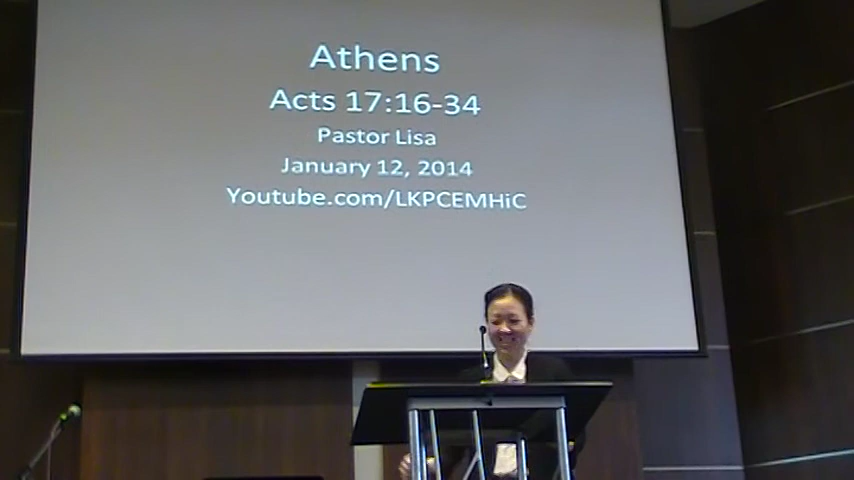 Athens
Acts 17:16-34
Pastor Lisa
January 12, 2014
Youtube.com/LKPCEMHiC